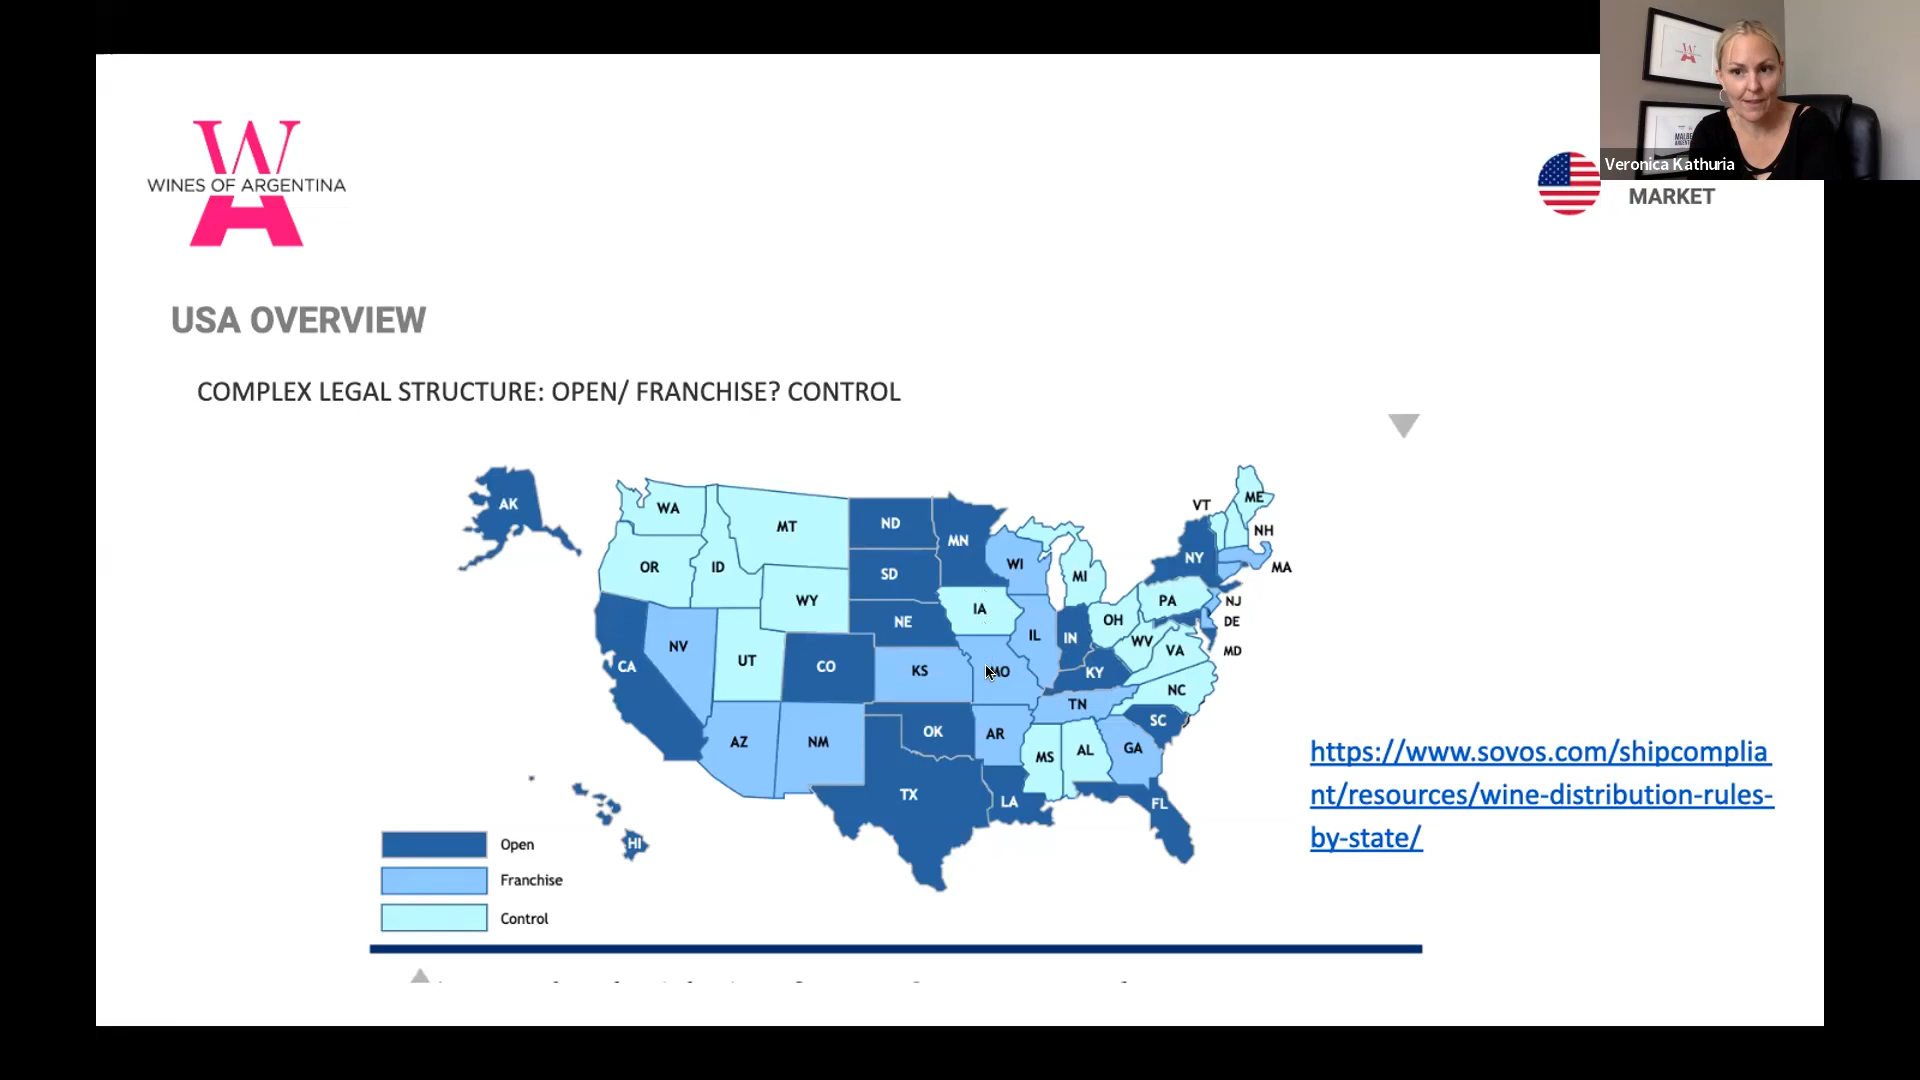 W
WINES OF ARGENTINA
A
Veronica Kathuria
MARKET
USA OVERVIEW
COMPLEX LEGAL STRUCTURE: OPEN/ FRANCHISE? CONTROL
AK
WA
MT
ND
MN
VT
ME
NH
OR
ID
SD
WI
MI
NY
MA
WY
IA
PA
NJ
NE
OH
DE
NV
IL
IN
WV
VA
MD
CA
UT
CO
KS
KY
NC
TN
SC
AZ
NM
OK
AR
MS
AL
GA
TX
LA
FL
HI
https://www.sovos.com/shipcomplia
nt/resources/wine-distribution-rules-
by-state/
Open
Franchise
Control